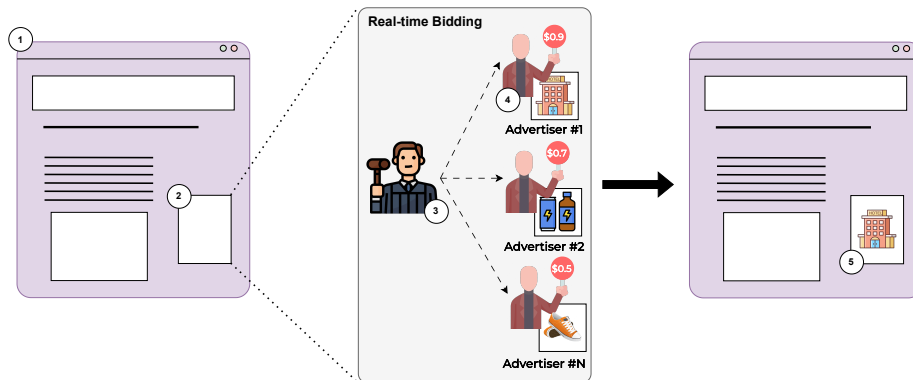 1
Real-time Bidding
$0.9
4
Advertiser #1
2
3
$0.7
Advertiser #2
$0.5
Advertiser #N
5